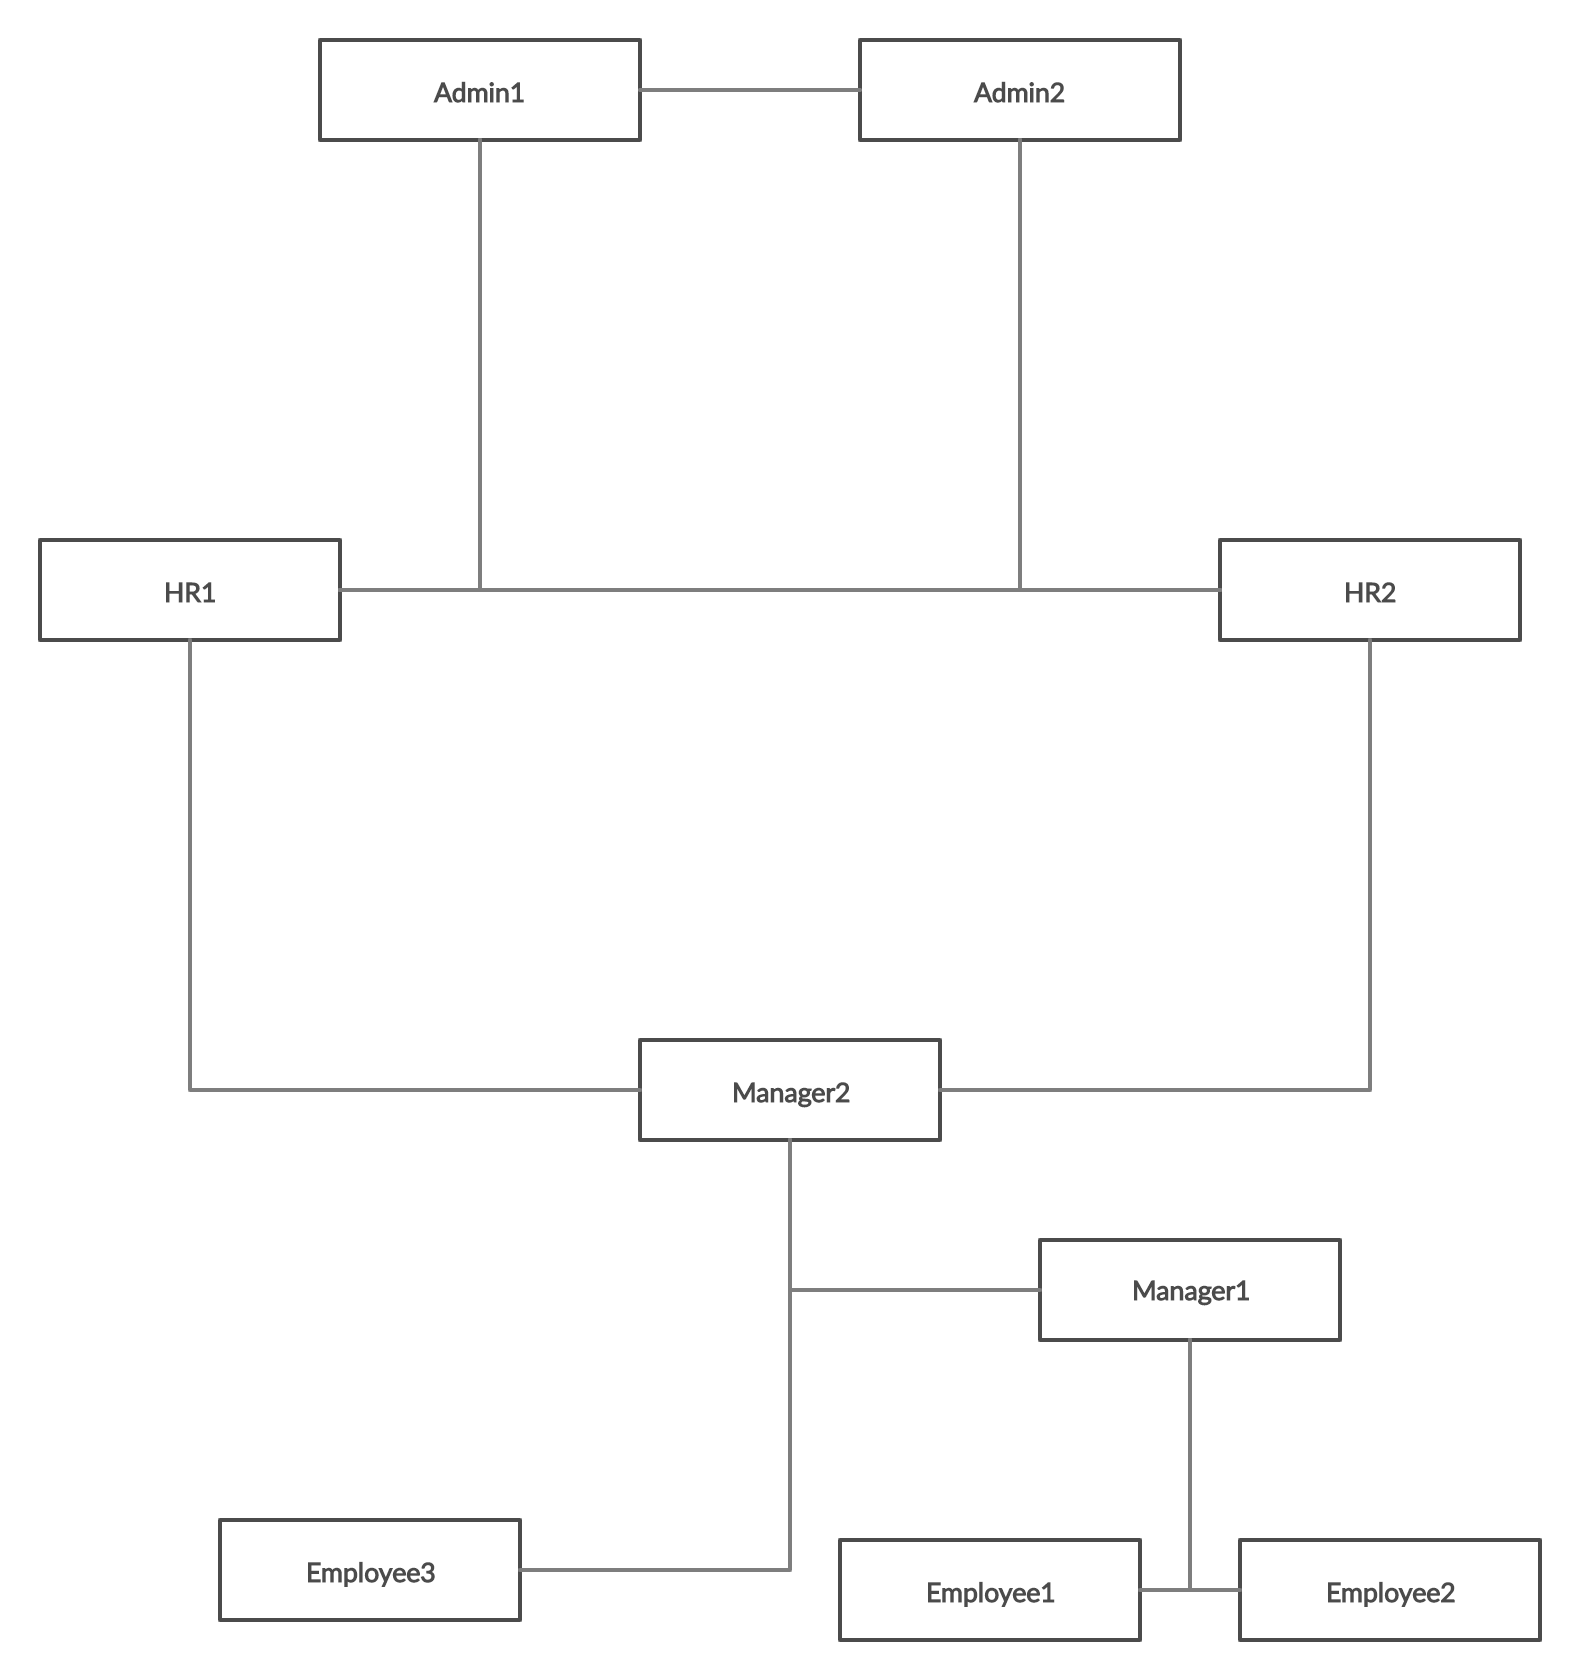 Admin1
Admin2
HR1
HR2
Manager2
Manager1
Employee3
Employee1
Employee2